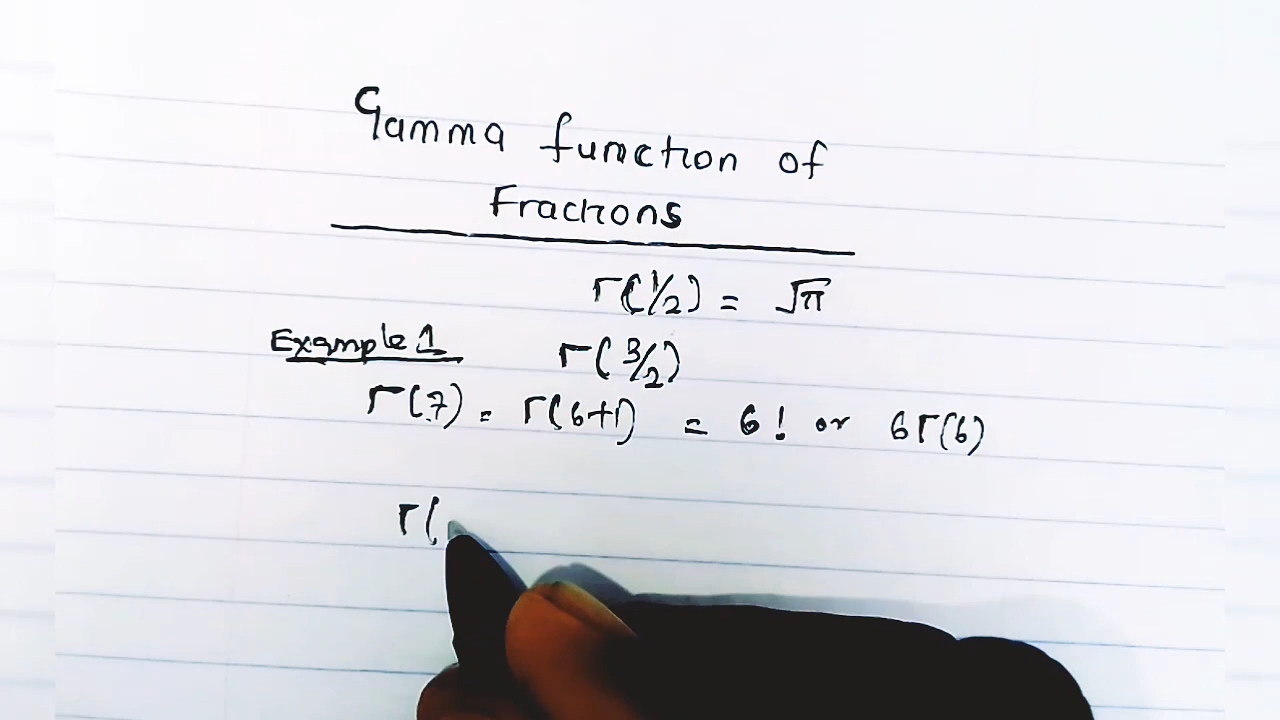 Gamma function of
Fractions
Γ(1/2) = √π
Example 1 Γ(3/2)
Γ(7) = Γ(6+1) = 6! or 6Γ(6)
Γ(